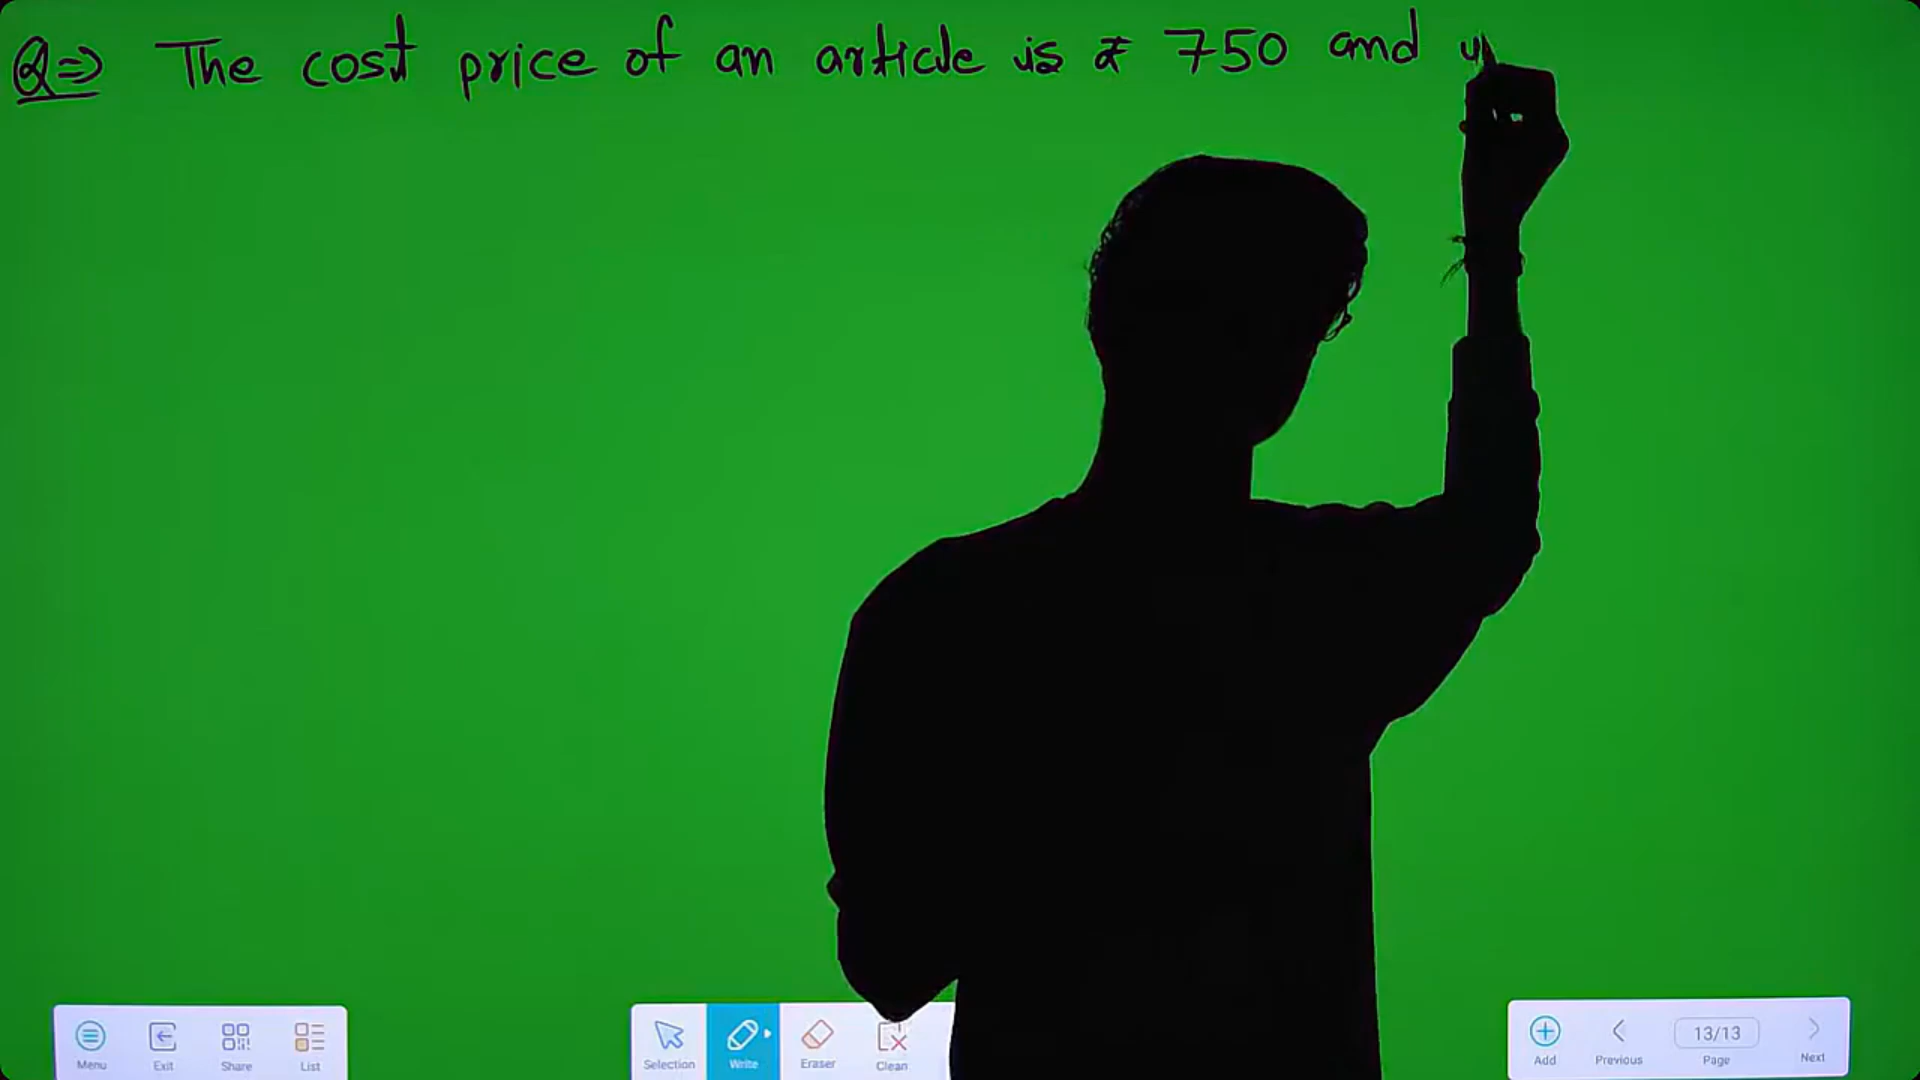 Q⇒ The cost price of an article is ₹ 750 and
Menu Exit Share List
Selection Write Eraser Clean
Add Previous 13/13 Page Next